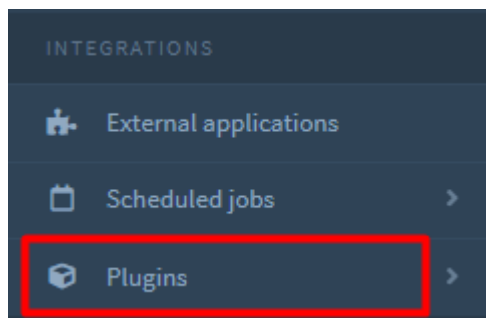 INTEGRATIONS
External applications
Scheduled jobs
Plugins